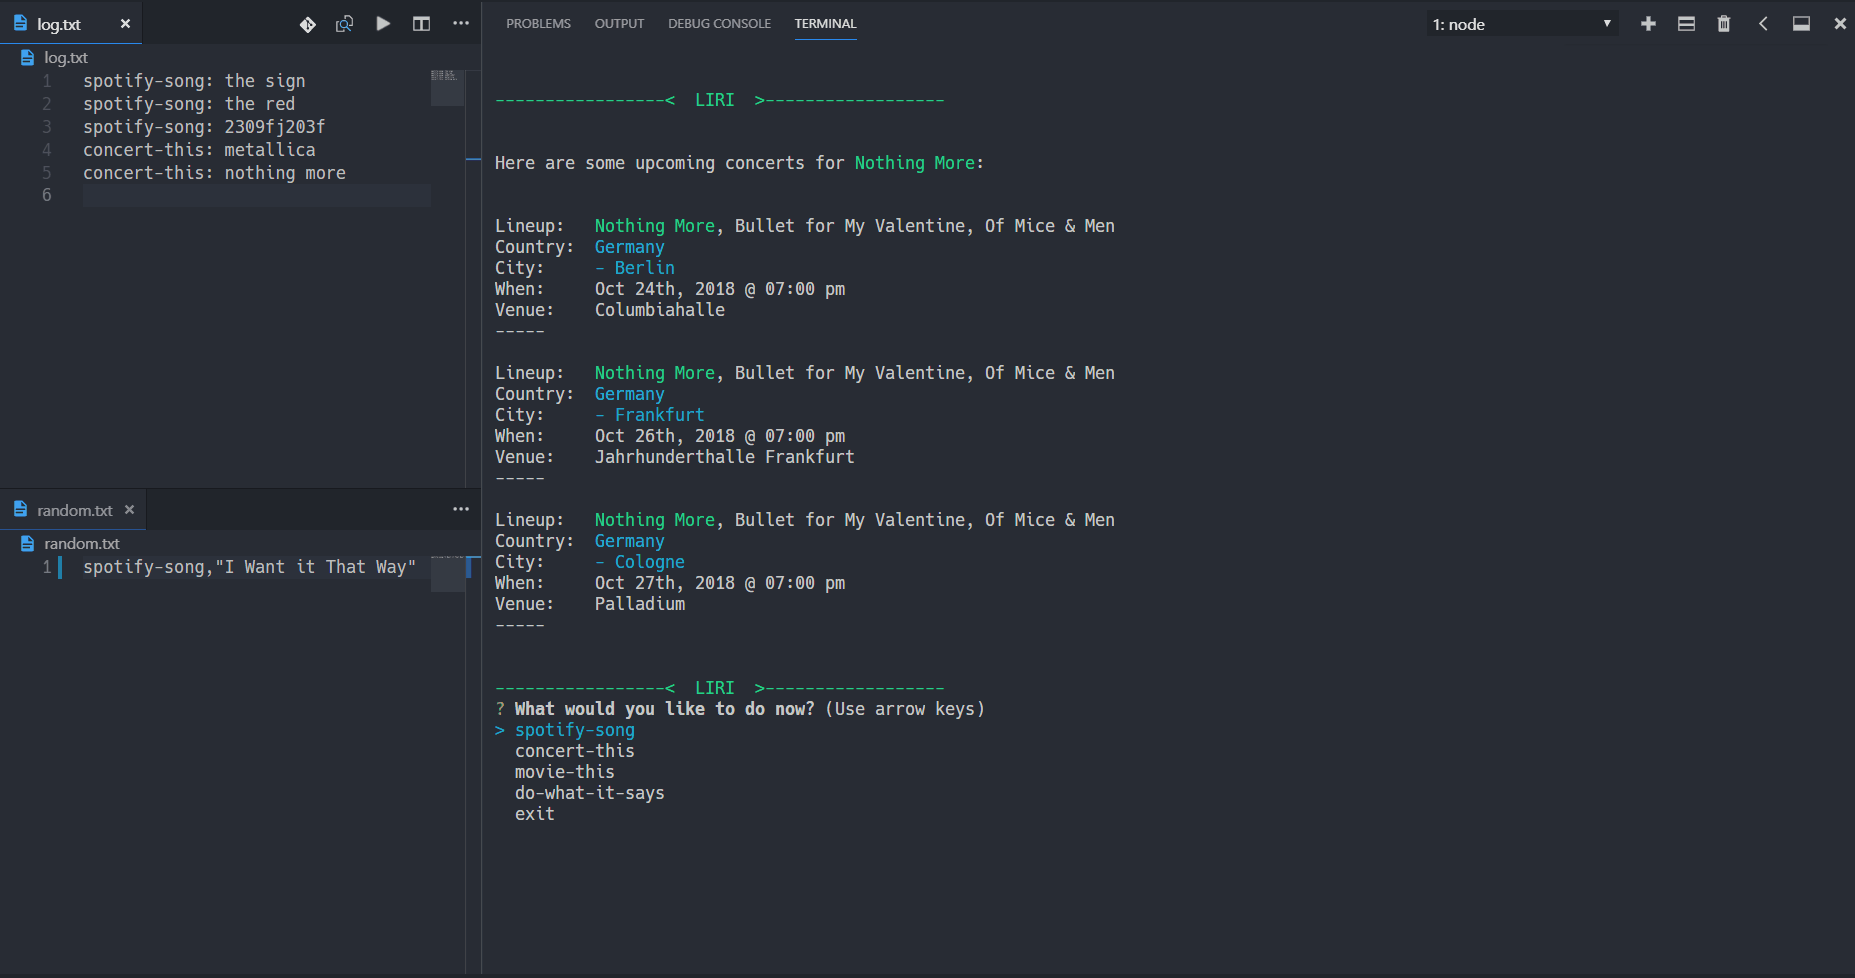 log.txt
log.txt
1 spotify-song: the sign
2 spotify-song: the red
3 spotify-song: 2309fj203f
4 concert-this: metallica
5 concert-this: nothing more
6
random.txt
random.txt
1 spotify-song,"I Want it That Way"
PROBLEMS OUTPUT DEBUG CONSOLE TERMINAL 1: node
-----------------< LIRI >------------------
Here are some upcoming concerts for Nothing More:
Lineup: Nothing More, Bullet for My Valentine, Of Mice & Men
Country: Germany
City: - Berlin
When: Oct 24th, 2018 @ 07:00 pm
Venue: Columbiahalle
-----
Lineup: Nothing More, Bullet for My Valentine, Of Mice & Men
Country: Germany
City: - Frankfurt
When: Oct 26th, 2018 @ 07:00 pm
Venue: Jahrhunderthalle Frankfurt
-----
Lineup: Nothing More, Bullet for My Valentine, Of Mice & Men
Country: Germany
City: - Cologne
When: Oct 27th, 2018 @ 07:00 pm
Venue: Palladium
-----
-----------------< LIRI >------------------
? What would you like to do now? (Use arrow keys)
> spotify-song
concert-this
movie-this
do-what-it-says
exit